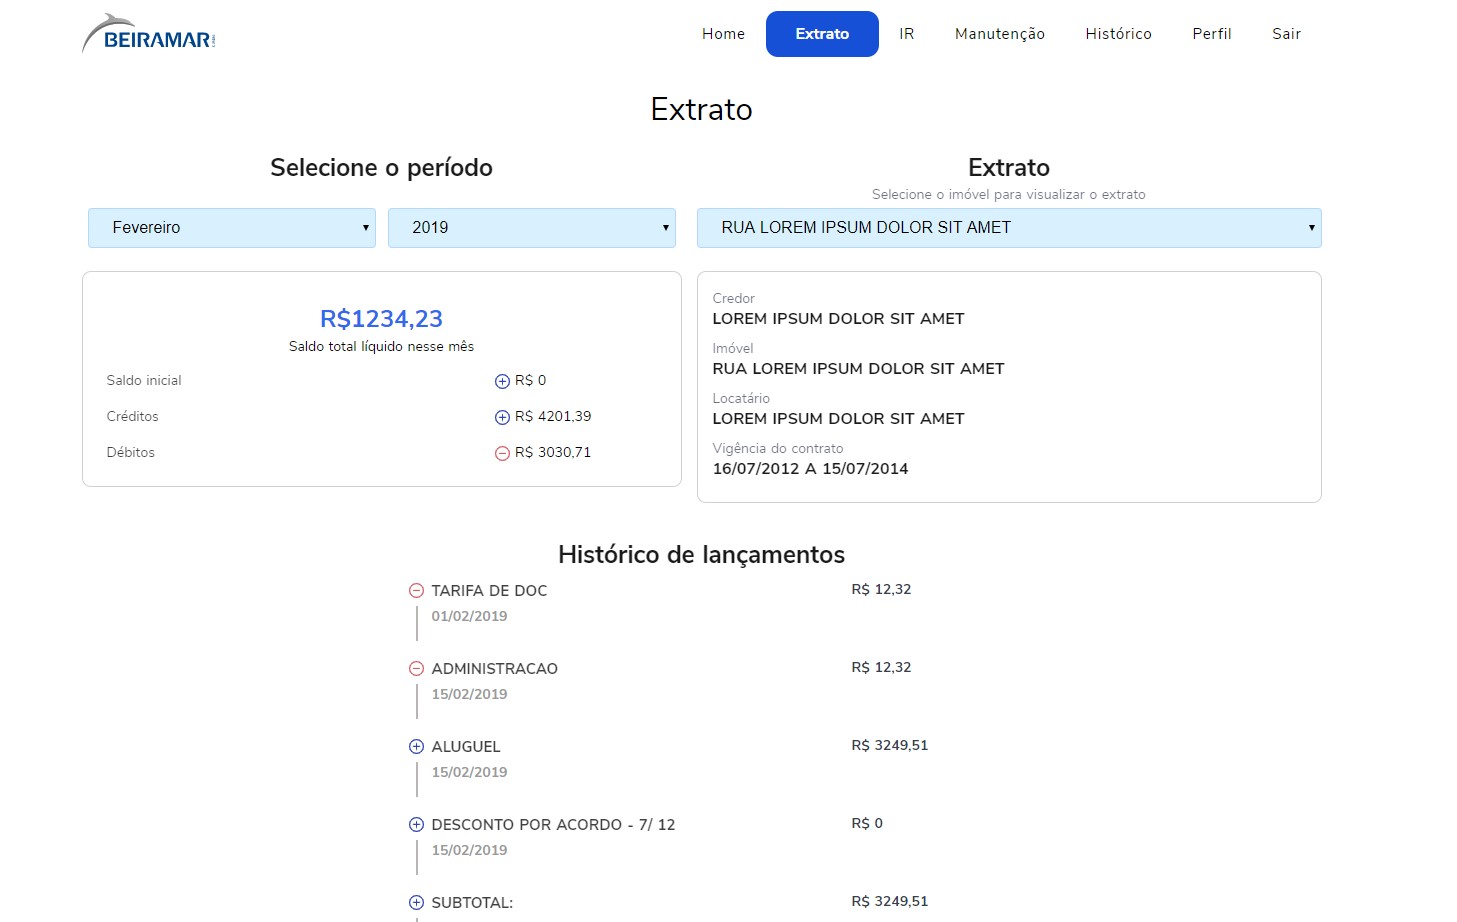 BEIRAMAR
Home Extrato IR Manutenção Histórico Perfil Sair
Extrato
Selecione o período
Fevereiro 2019
Extrato
Selecione o imóvel para visualizar o extrato
RUA LOREM IPSUM DOLOR SIT AMET
R$1234,23
Saldo total líquido nesse mês
Saldo inicial R$ 0
Créditos R$ 4201,39
Débitos R$ 3030,71
Credor
LOREM IPSUM DOLOR SIT AMET
Imóvel
RUA LOREM IPSUM DOLOR SIT AMET
Locatário
LOREM IPSUM DOLOR SIT AMET
Vigência do contrato
16/07/2012 A 15/07/2014
Histórico de lançamentos
TARIFA DE DOC R$ 12,32
01/02/2019
ADMINISTRACAO R$ 12,32
15/02/2019
ALUGUEL R$ 3249,51
15/02/2019
DESCONTO POR ACORDO - 7/ 12 R$ 0
15/02/2019
SUBTOTAL: R$ 3249,51